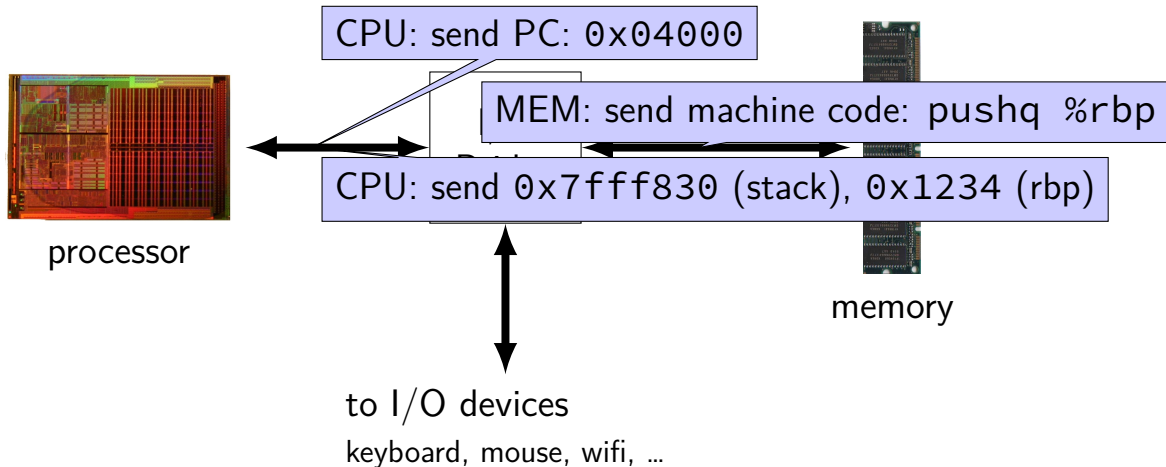 CPU: send PC: 0x04000
MEM: send machine code: pushq %rbp
CPU: send 0x7fff830 (stack), 0x1234 (rbp)
processor
memory
to I/O devices
keyboard, mouse, wifi, …